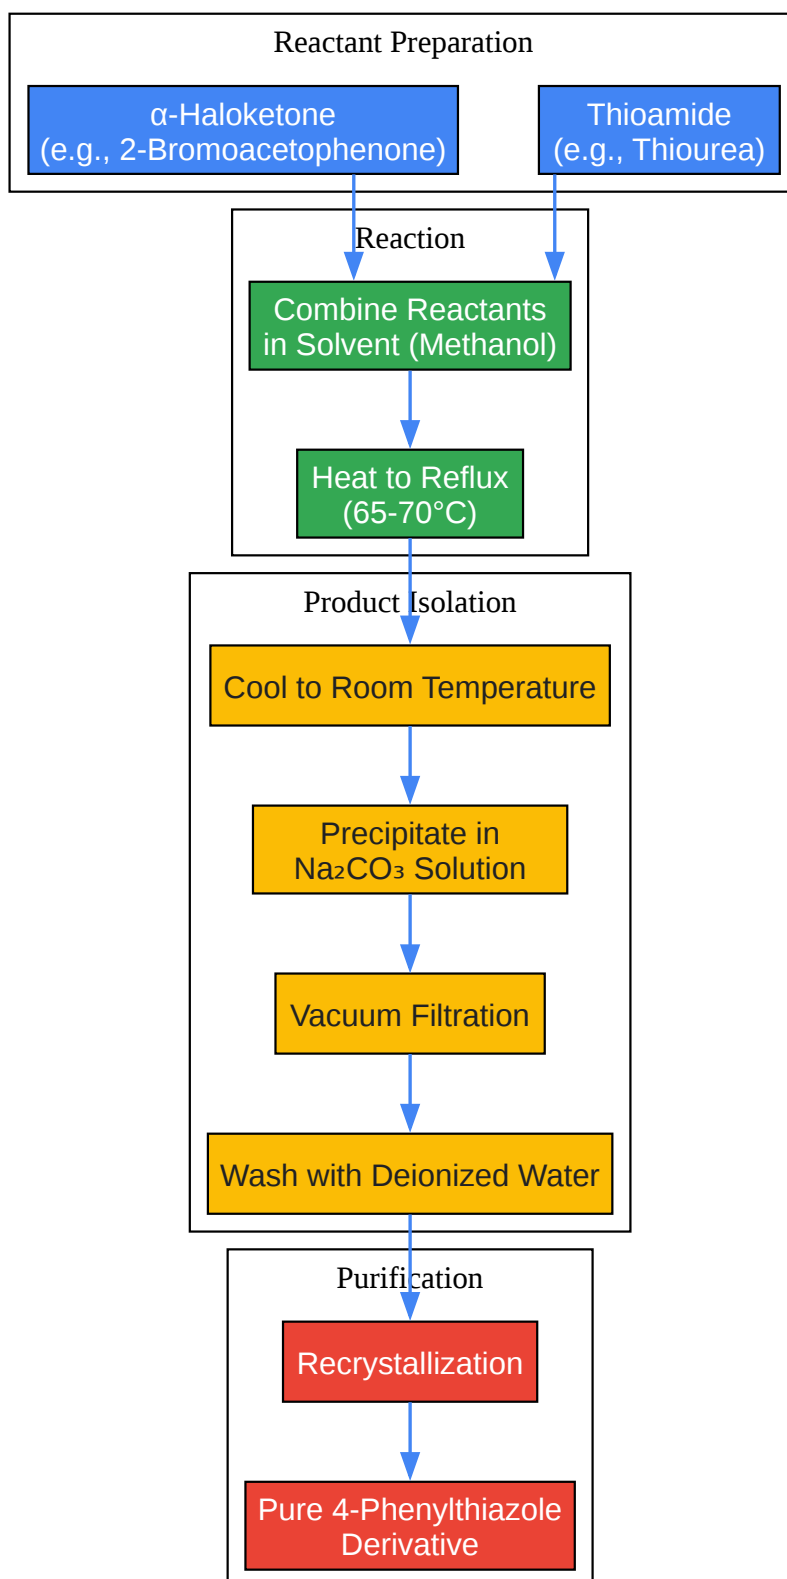 Reactant Preparation
α-Haloketone
(e.g., 2-Bromoacetophenone)
Thioamide
(e.g., Thiourea)
Reaction
Combine Reactants
in Solvent (Methanol)
Heat to Reflux
(65-70°C)
Product Isolation
Cool to Room Temperature
Precipitate in
Na₂CO₃ Solution
Vacuum Filtration
Wash with Deionized Water
Purification
Recrystallization
Pure 4-Phenylthiazole
Derivative